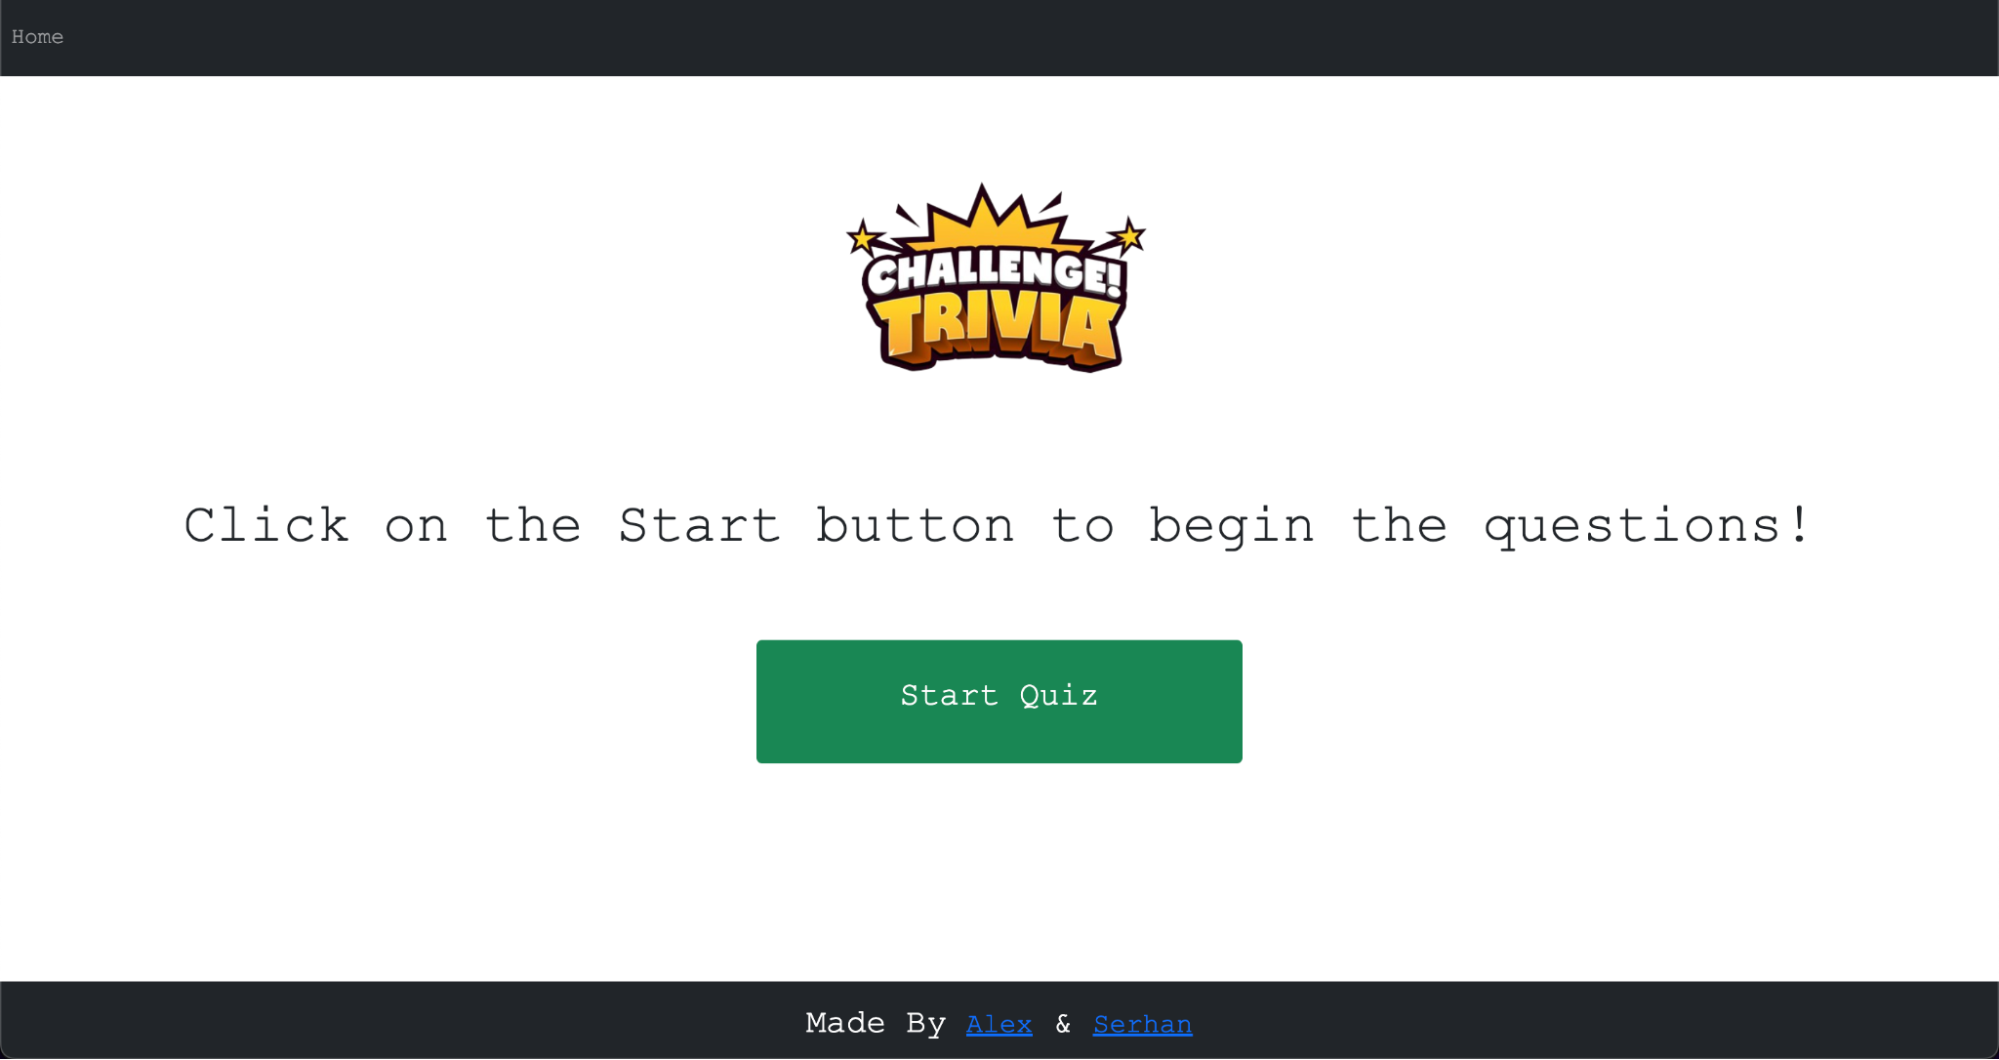 Home
CHALLENGE!
TRIVIA
Click on the Start button to begin the questions!
Start Quiz
Made By Alex & Serhan